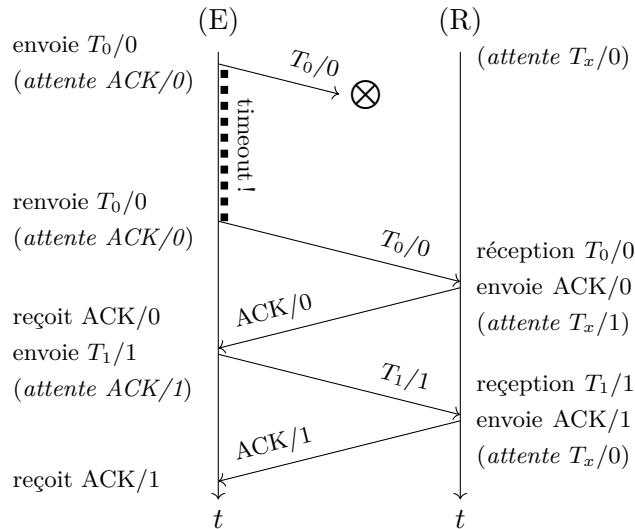 (E)
(R)
envoie T₀/0
(attente ACK/0)
T₀/0
(attente Tₓ/0)
timeout!
renvoie T₀/0
(attente ACK/0)
T₀/0
réception T₀/0
envoie ACK/0
(attente Tₓ/1)
ACK/0
reçoit ACK/0
envoie T₁/1
(attente ACK/1)
T₁/1
reçeption T₁/1
envoie ACK/1
(attente Tₓ/0)
ACK/1
reçoit ACK/1
t
t